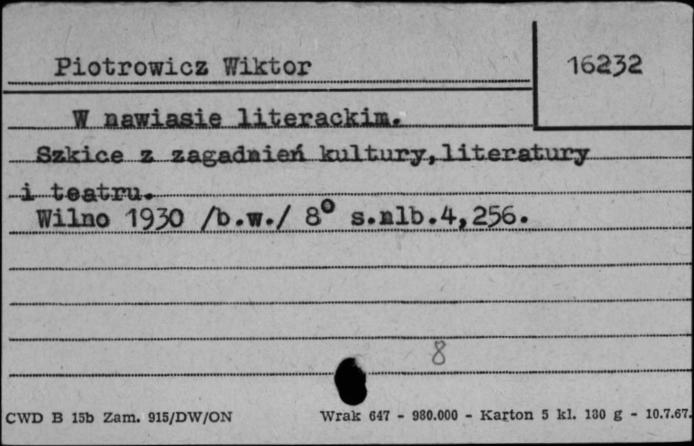 Piotrowicz Wiktor
16232
W nawiasie literackim.
Szkice z zagadnień kultury,literatury
i teatru.
Wilno 1930 /b.w./ 8° s.nlb.4,256.
8
CWD B 15b Zam. 915/DW/ON
Wrak 647 - 980.000 - Karton 5 kl. 180 g - 10.7.67.